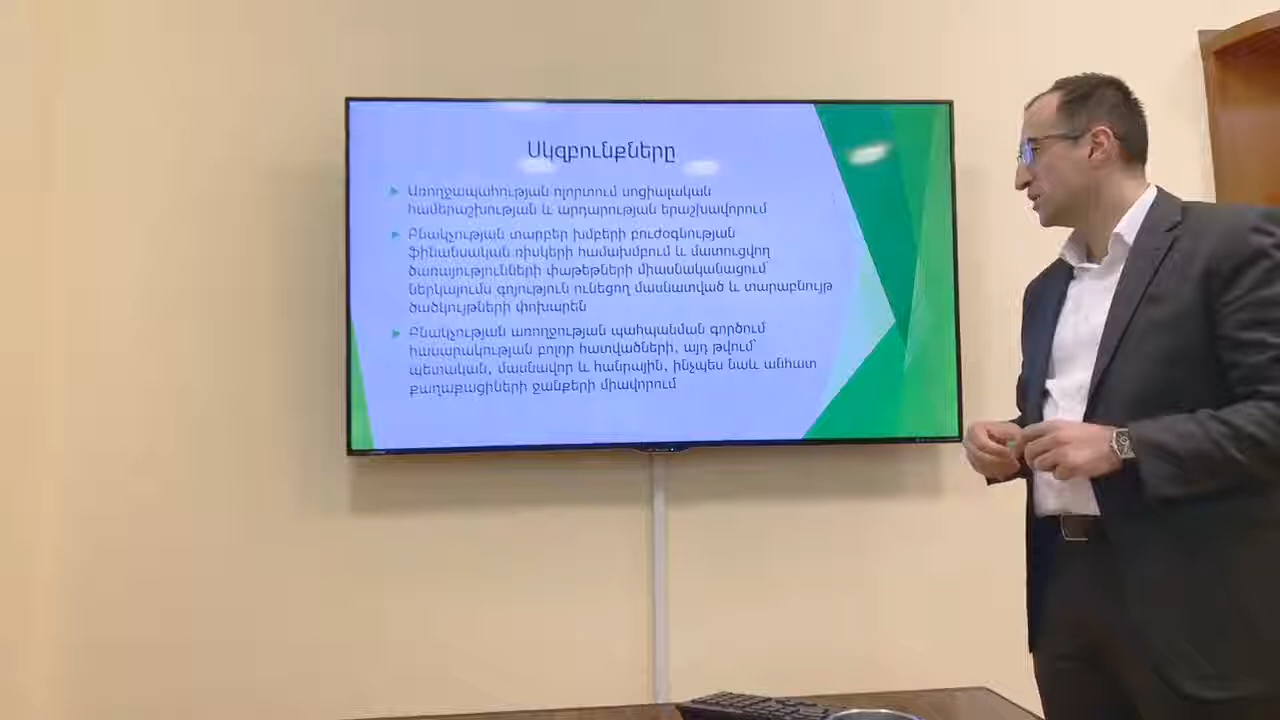 Սկզբունքները
Առողջապահության ոլորտում սոցիալական
համերաշխության և արդարության երաշխավորում
Բնակչության տարբեր խմբերի բուժօգնության
ֆինանսական ռիսկերի համախմբում և մատուցվող
ծառայությունների փաթեթների միասնականացում՝
ներկայումս գոյություն ունեցող մասնատված և տարաբնույթ
ծածկույթների փոխարեն
Բնակչության առողջության պահպանման գործում
հասարակության բոլոր հատվածների, այդ թվում՝
պետական, մասնավոր և հանրային, ինչպես նաև անհատ
քաղաքացիների ջանքերի միավորում